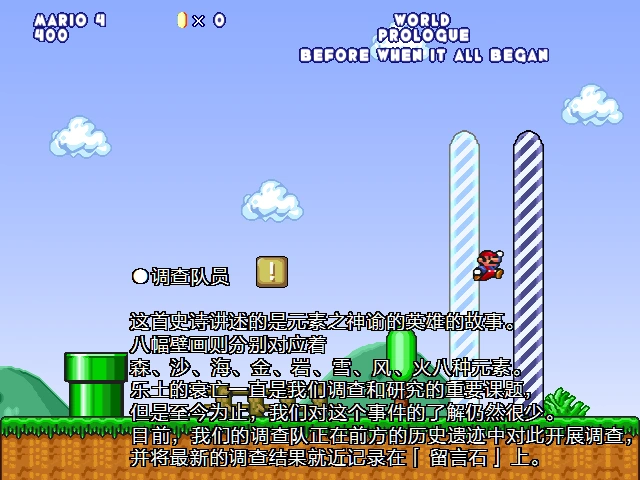 MARIO 4
400
× 0
WORLD
PROLOGUE
BEFORE WHEN IT ALL BEGAN
●调查队员
!
这首史诗讲述的是元素之神谕的英雄的故事。
八幅壁画则分别对应着
森、沙、海、金、岩、雪、风、火八种元素。
乐土的衰亡一直是我们调查和研究的重要课题,
但是至今为止,我们对这个事件的了解仍然很少。
目前,我们的调查队正在前方的历史遗迹中对此开展调查,
并将最新的调查结果就近记录在「留言石」上。